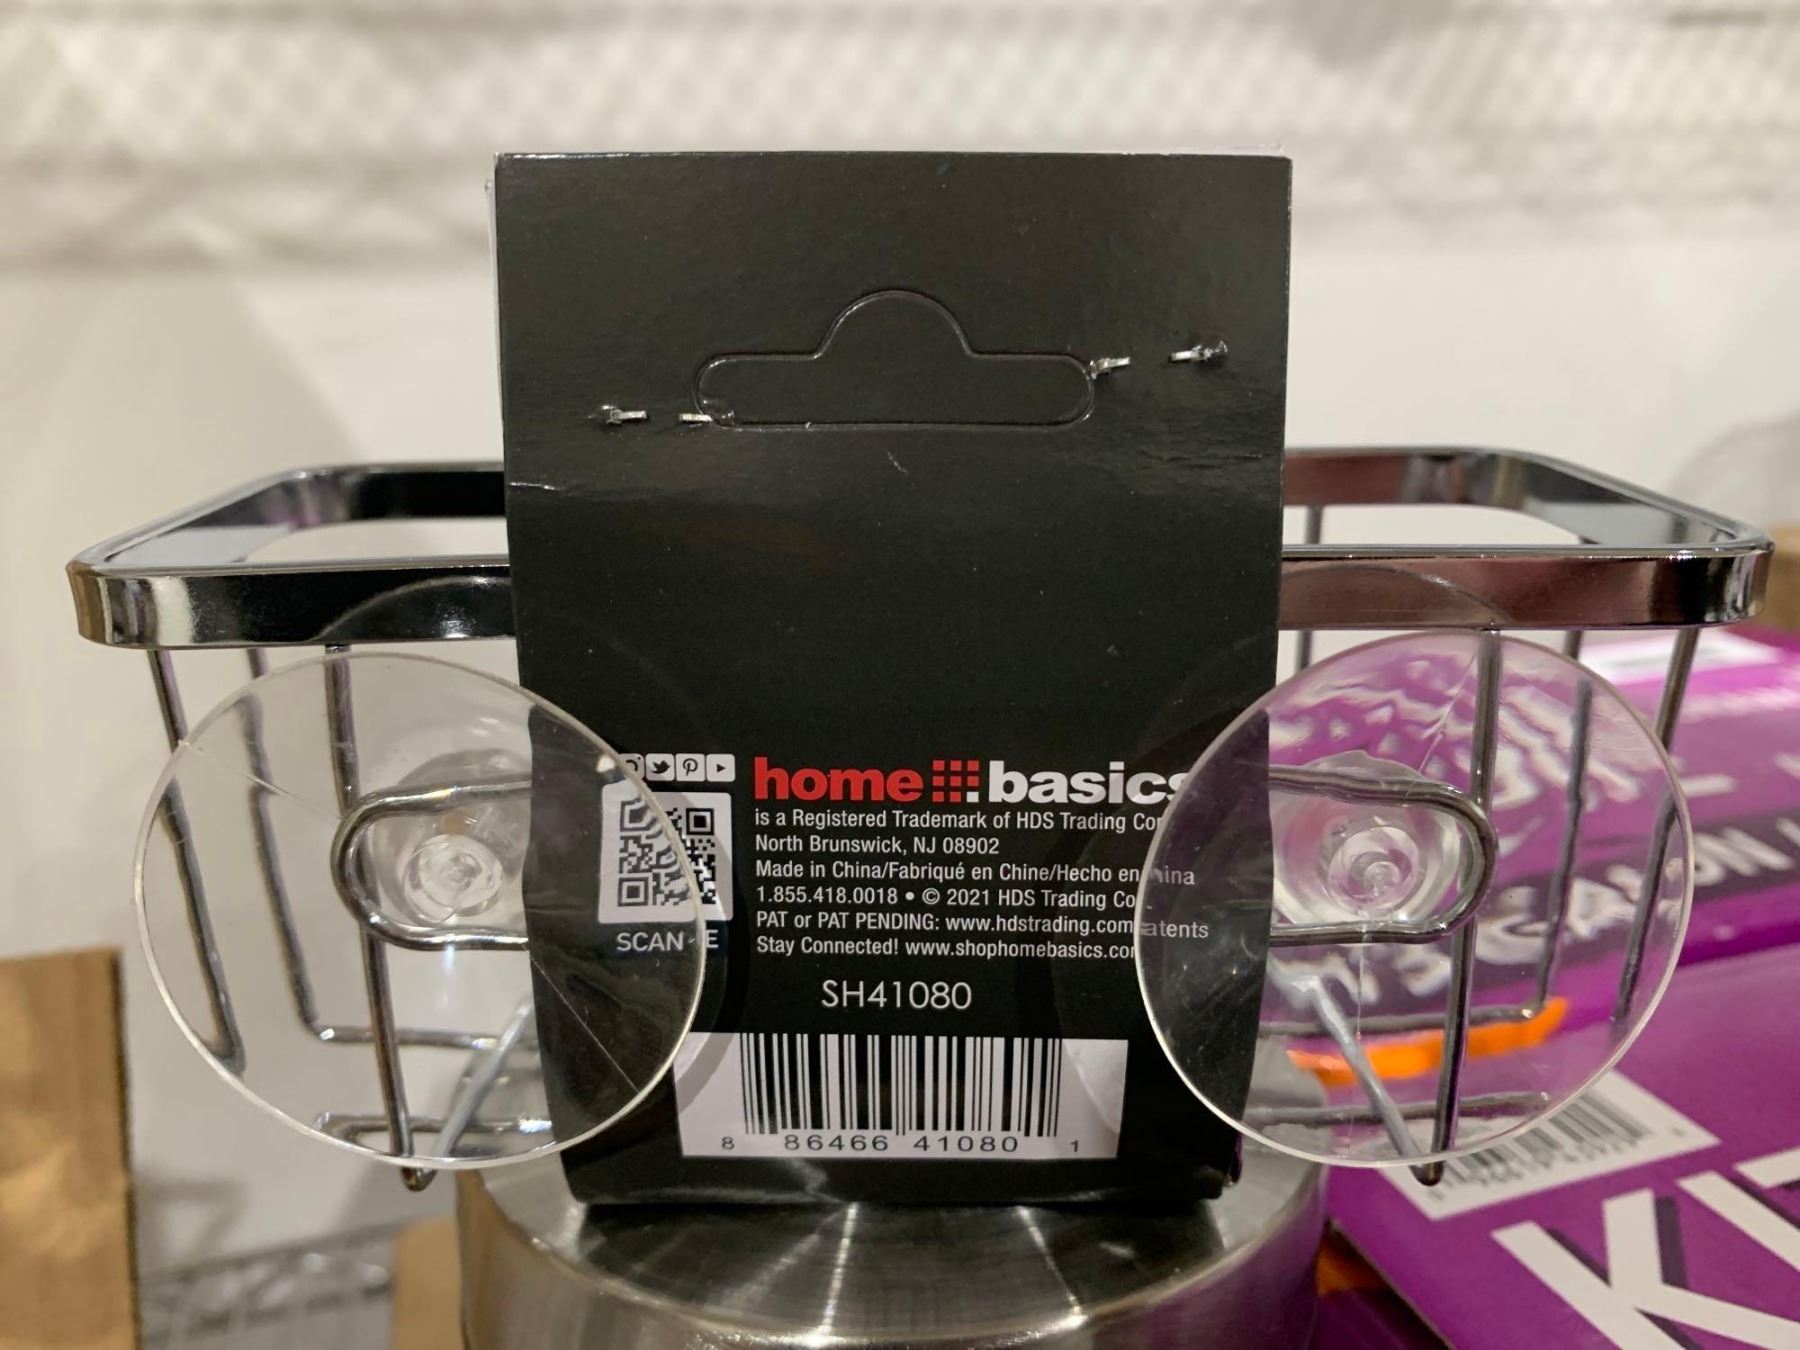 home basics
is a Registered Trademark of HDS Trading
North Brunswick, NJ 08902
Made in China/Fabriqué en Chine/Hecho en
1.855.418.0018 • © 2021 HDS Trading
PAT or PAT PENDING: www.hdstrading.com
Stay Connected! www.shophomebasics.com
SCAN
SH41080
8 86466 41080 1